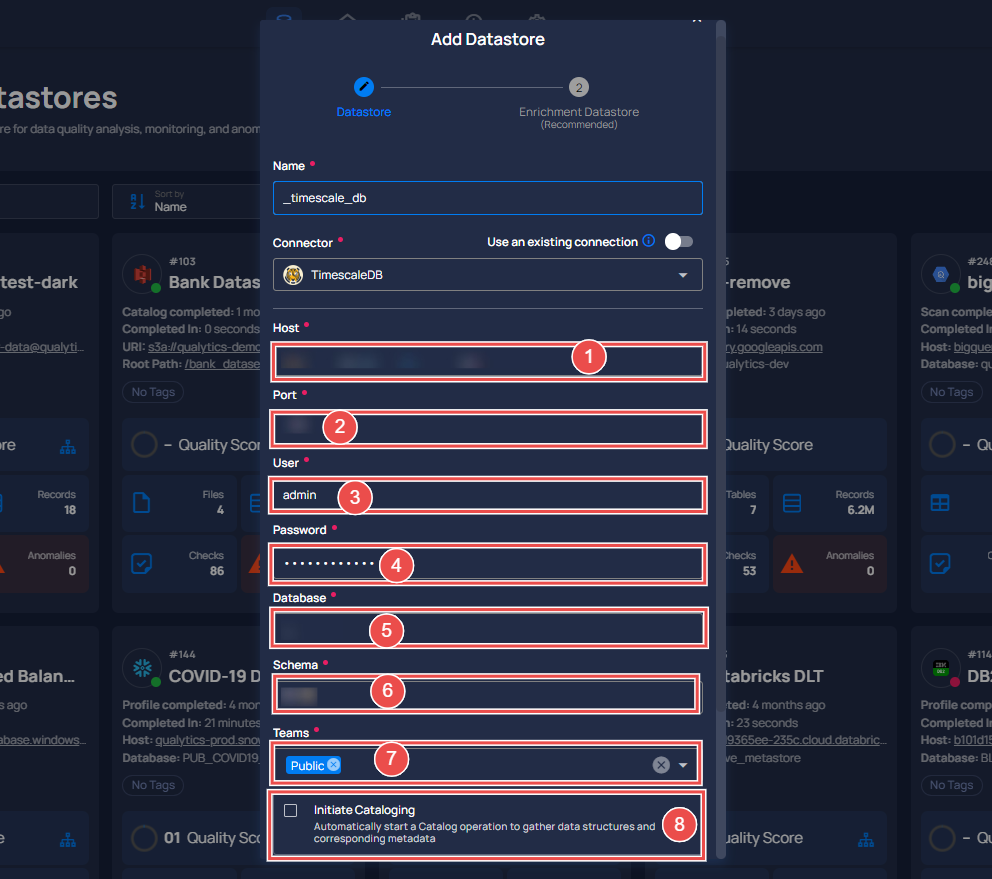 Add Datastore
2
Datastore
Enrichment Datastore
(Recommended)
tastores
re for data quality analysis, monitoring, and anom
Sort by
Name
Name •
_timescale_db
Connector •
Use an existing connection
TimescaleDB
Host •
1
Port •
2
User •
admin
3
Password •
••••••••••••
4
Database •
5
Schema •
6
Teams •
Public
7
Initiate Cataloging
Automatically start a Catalog operation to gather data structures and
corresponding metadata
8
test-dark
go
-data@qualyti...
re
Records
18
Anomalies
0
#103
Bank Datas
Catalog completed: 1 mo
Completed In: 0 seconds
URI: s3a://qualytics-demo
Root Path: /bank_datase
No Tags
– Quality Scor
Files
4
Checks
86
5
-remove
pleted: 3 days ago
n: 14 seconds
ry.googleapis.com
ualytics-dev
Quality Score
Tables
7
Records
6.2M
Checks
53
Anomalies
0
#248
big
Scan comple
Completed In
Host: bigque
Database: qu
No Tags
– Qu
C
ed Balan...
s ago
abase.windows...
e
#144
COVID-19 D
Profile completed: 4 mo
Completed In: 21 minutes
Host: qualytics-prod.snow
Database: PUB_COVID19_
No Tags
01 Quality Sco
tabricks DLT
ted: 4 months ago
: 23 seconds
9365ee-235c.cloud.databric...
ve_metastore
Quality Score
#114
DB2
Profile comp
Completed In
Host: b101d15
Database: BL
No Tags
– Qu